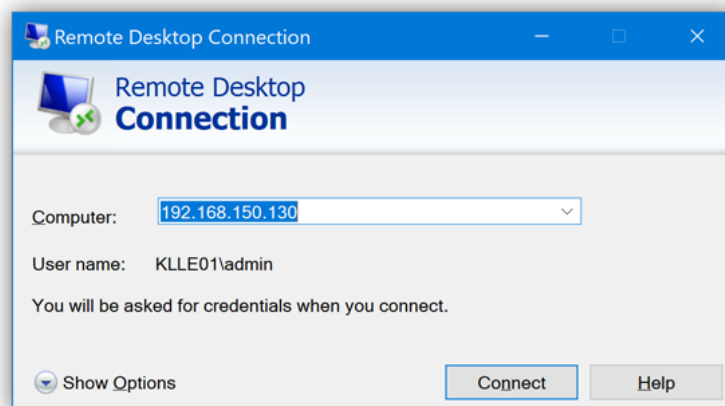 Remote Desktop Connection
Remote Desktop
Connection
Computer: 192.168.150.130
User name: KLLE01\admin
You will be asked for credentials when you connect.
Show Options Connect Help